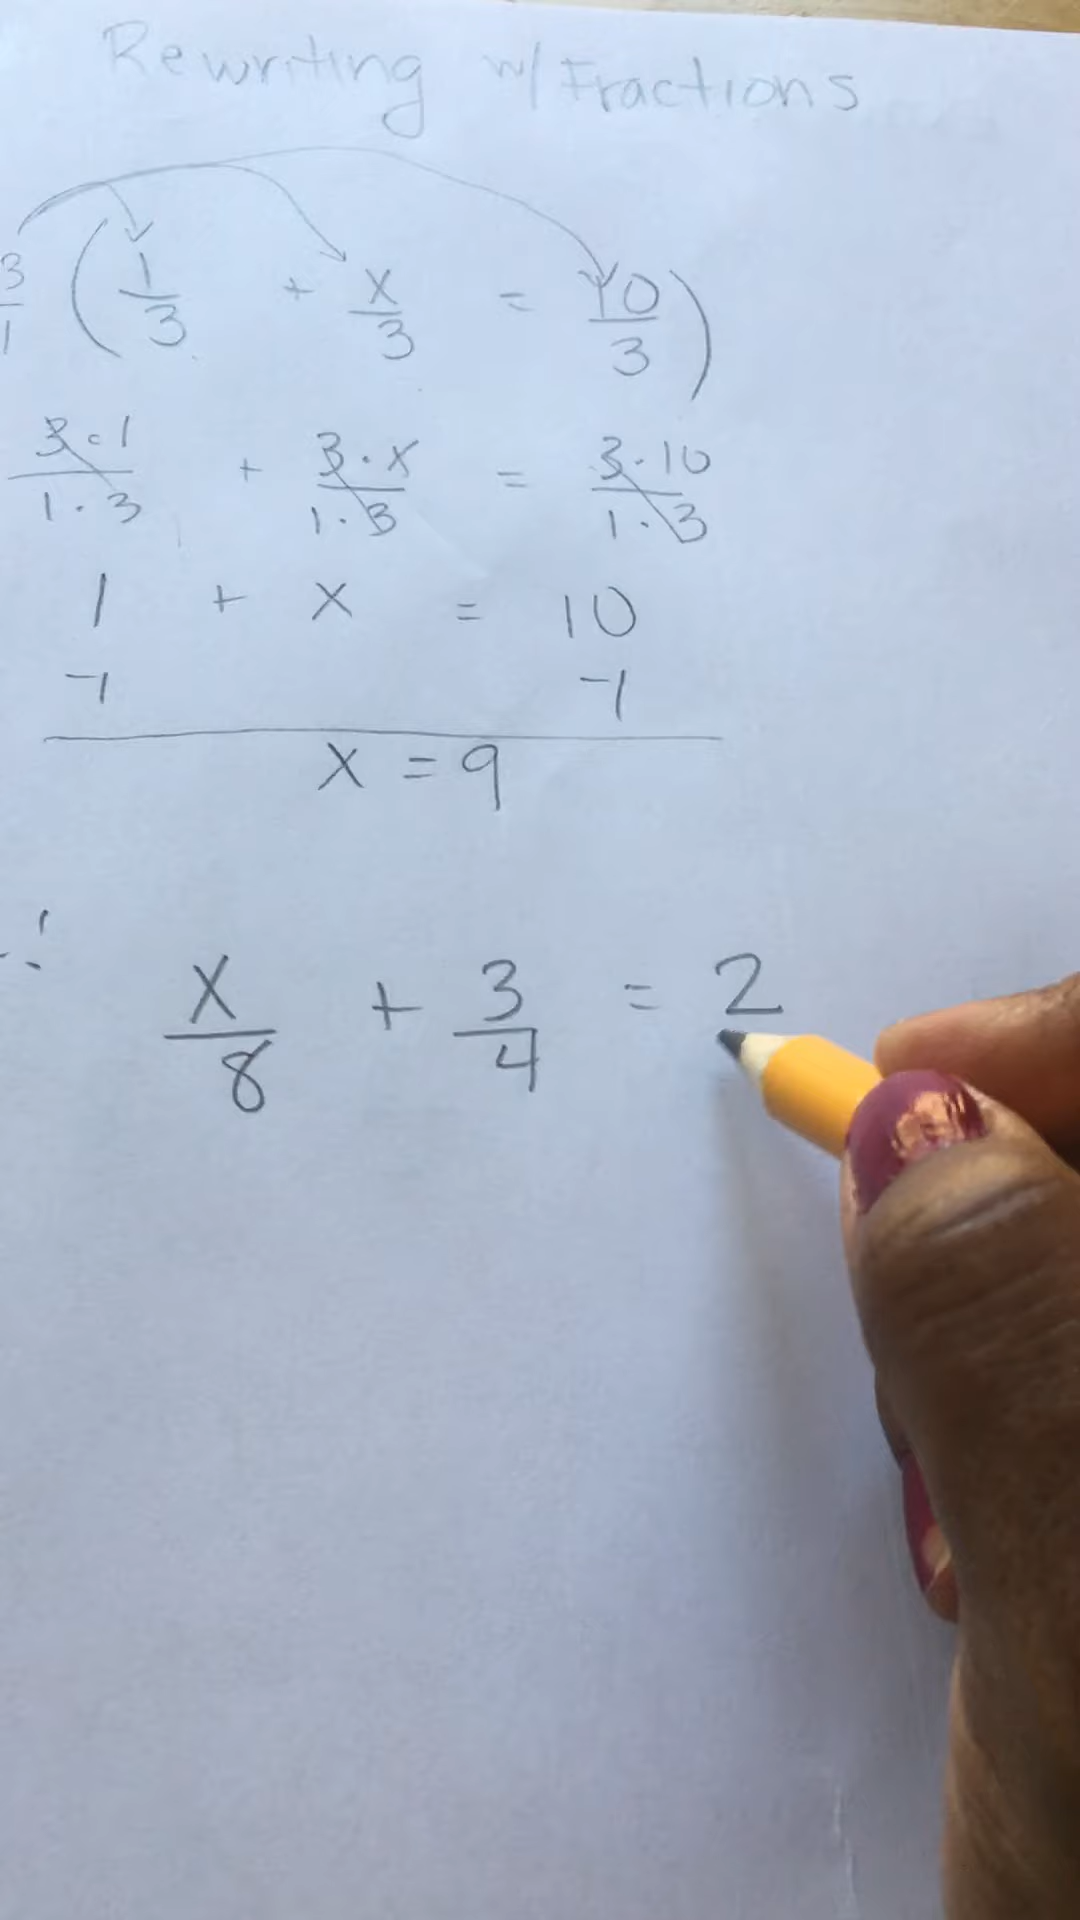 Rewriting w/ Fractions
3/1 ( 1/3 + x/3 = 10/3 )
3·1/1·3 + 3·x/1·3 = 3·10/1·3
1 + x = 10
-1 -1
x = 9
x/8 + 3/4 = 2